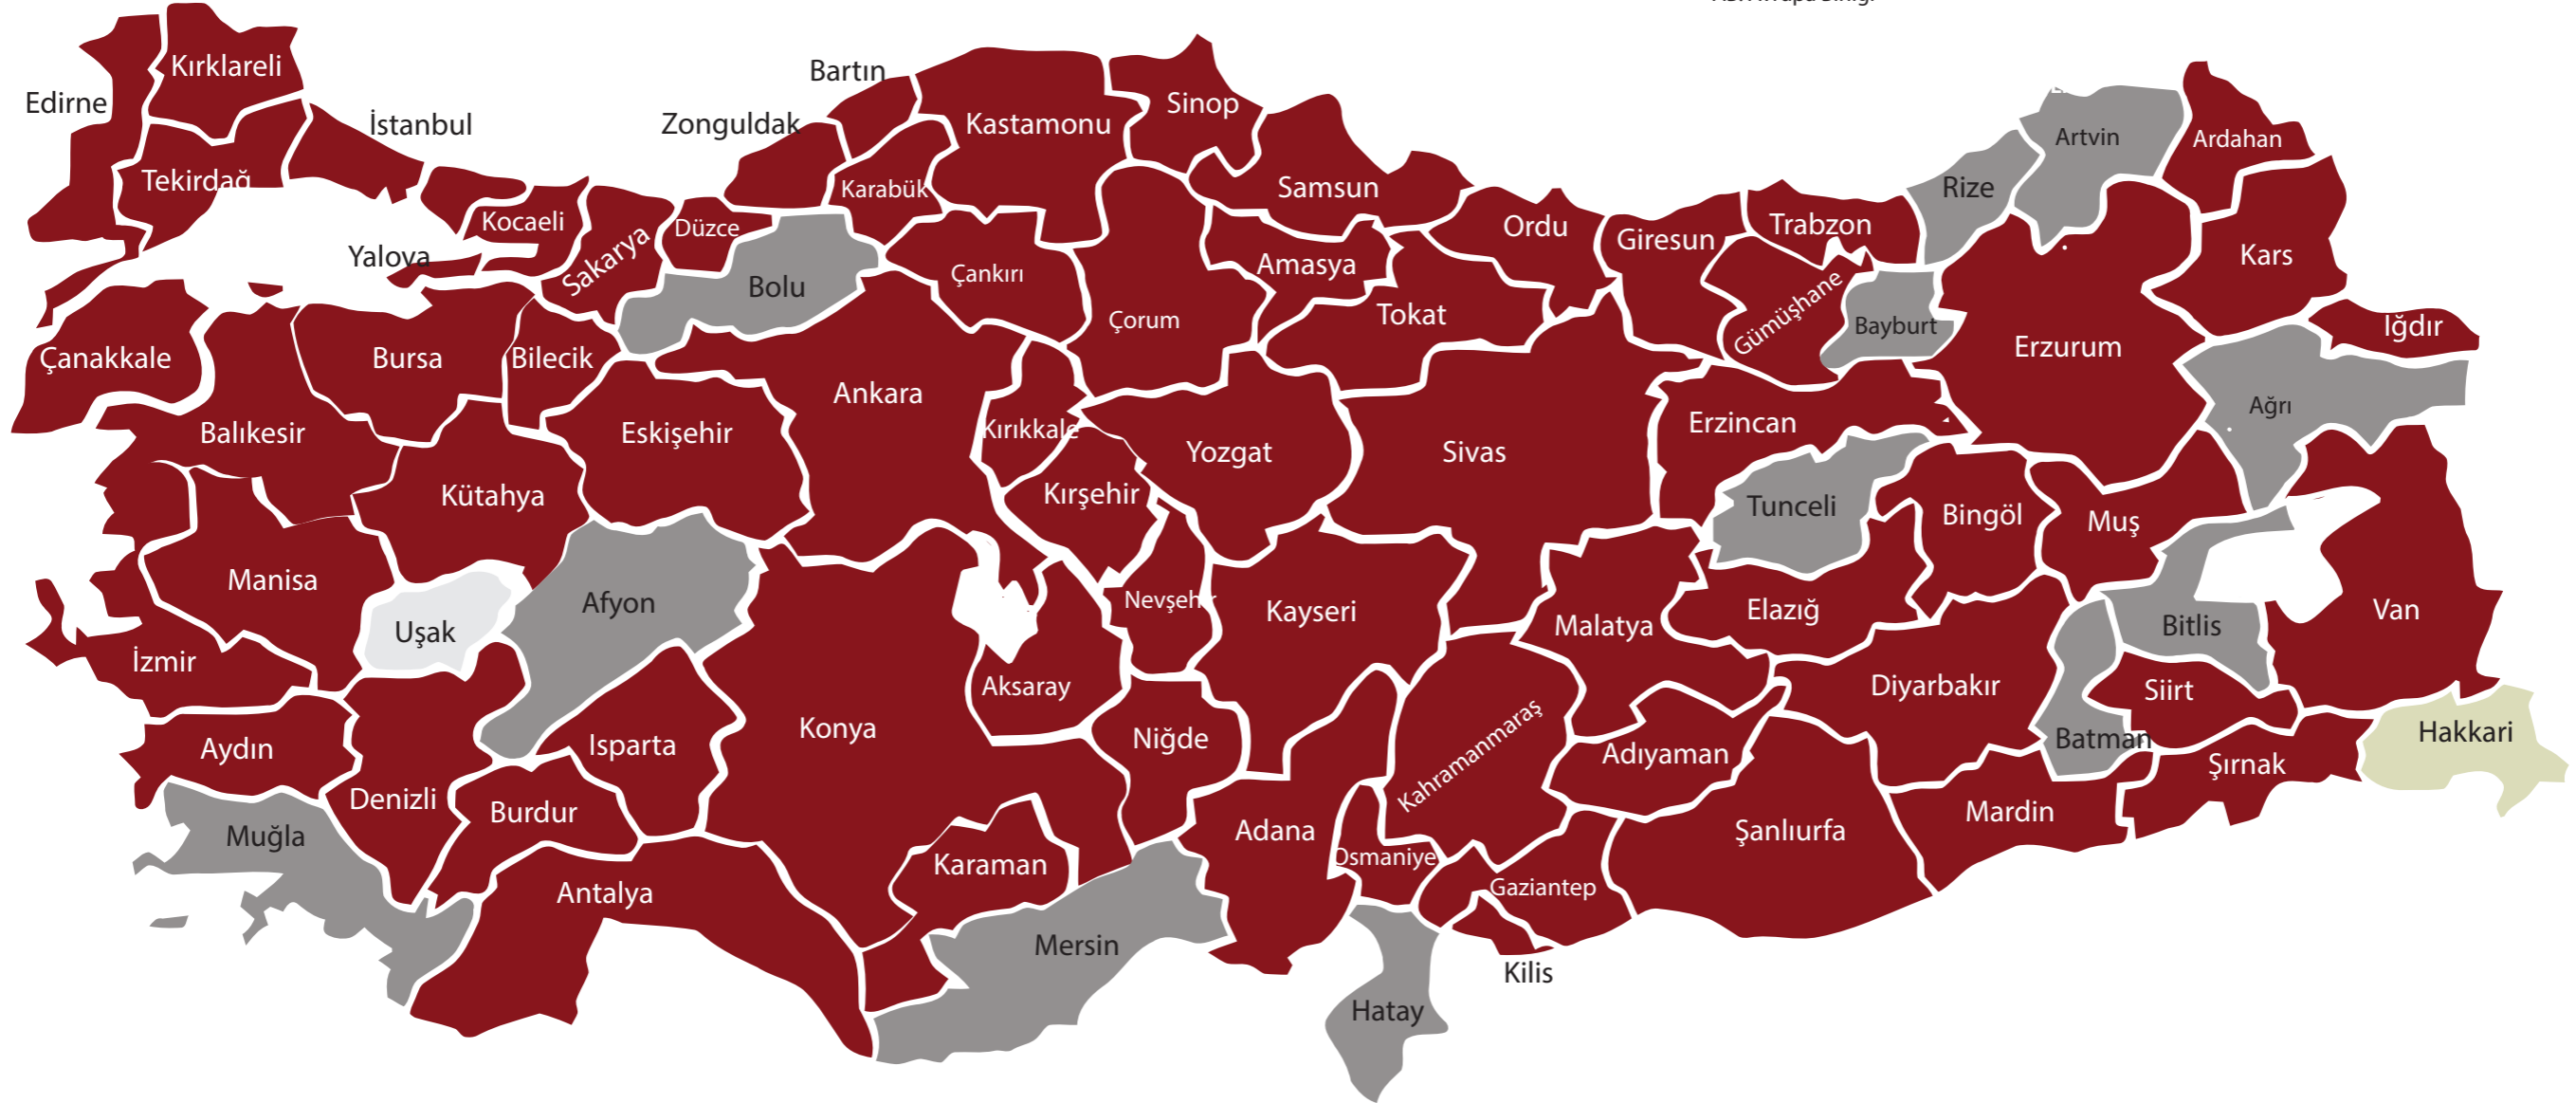 Kırklareli
Bartın
Edirne
İstanbul
Zonguldak
Kastamonu
Sinop
Artvin
Ardahan
Tekirdağ
Karabük
Samsun
Rize
Kocaeli
Düzce
Ordu
Giresun
Trabzon
Yalova
Sakarya
Bolu
Çankırı
Amasya
Kars
Çorum
Tokat
Gümüşhane
Bayburt
Iğdır
Çanakkale
Bursa
Bilecik
Erzurum
Ankara
Ağrı
Balıkesir
Eskişehir
Kırıkkale
Yozgat
Sivas
Erzincan
Kütahya
Kırşehir
Tunceli
Bingöl
Muş
Manisa
Afyon
Nevşehir
Kayseri
Elazığ
Van
Uşak
Malatya
Bitlis
İzmir
Aksaray
Diyarbakır
Siirt
Aydın
Isparta
Konya
Niğde
Kahramanmaraş
Adıyaman
Batman
Hakkari
Şırnak
Denizli
Burdur
Mardin
Muğla
Adana
Şanlıurfa
Antalya
Karaman
Osmaniye
Gaziantep
Mersin
Kilis
Hatay